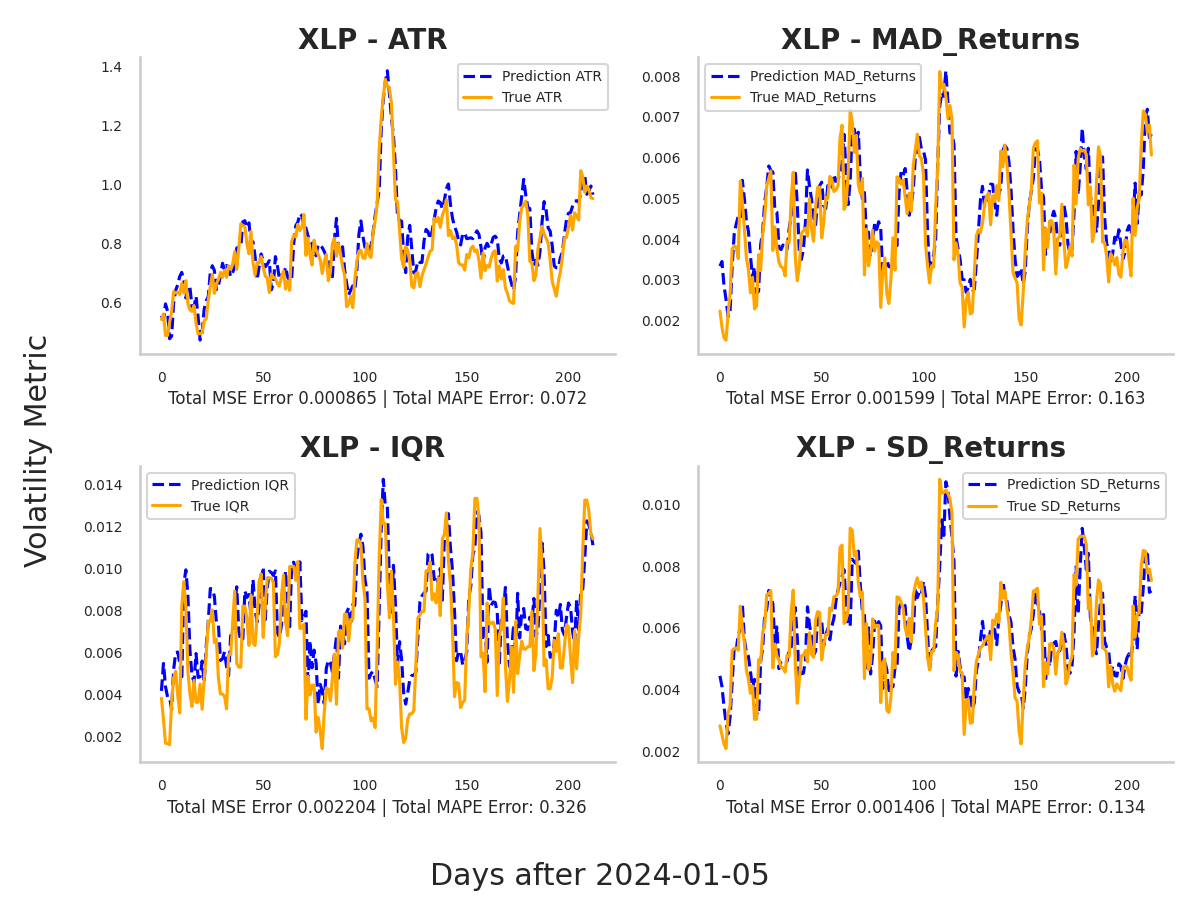 XLP - ATR
1.4
1.2
1.0
0.8
0.6
Prediction ATR
True ATR
0 50 100 150 200
Total MSE Error 0.000865 | Total MAPE Error: 0.072
XLP - MAD_Returns
0.008
0.007
0.006
0.005
0.004
0.003
0.002
Prediction MAD_Returns
True MAD_Returns
0 50 100 150 200
Total MSE Error 0.001599 | Total MAPE Error: 0.163
Volatility Metric
XLP - IQR
0.014
0.012
0.010
0.008
0.006
0.004
0.002
Prediction IQR
True IQR
0 50 100 150 200
Total MSE Error 0.002204 | Total MAPE Error: 0.326
XLP - SD_Returns
0.010
0.008
0.006
0.004
0.002
Prediction SD_Returns
True SD_Returns
0 50 100 150 200
Total MSE Error 0.001406 | Total MAPE Error: 0.134
Days after 2024-01-05